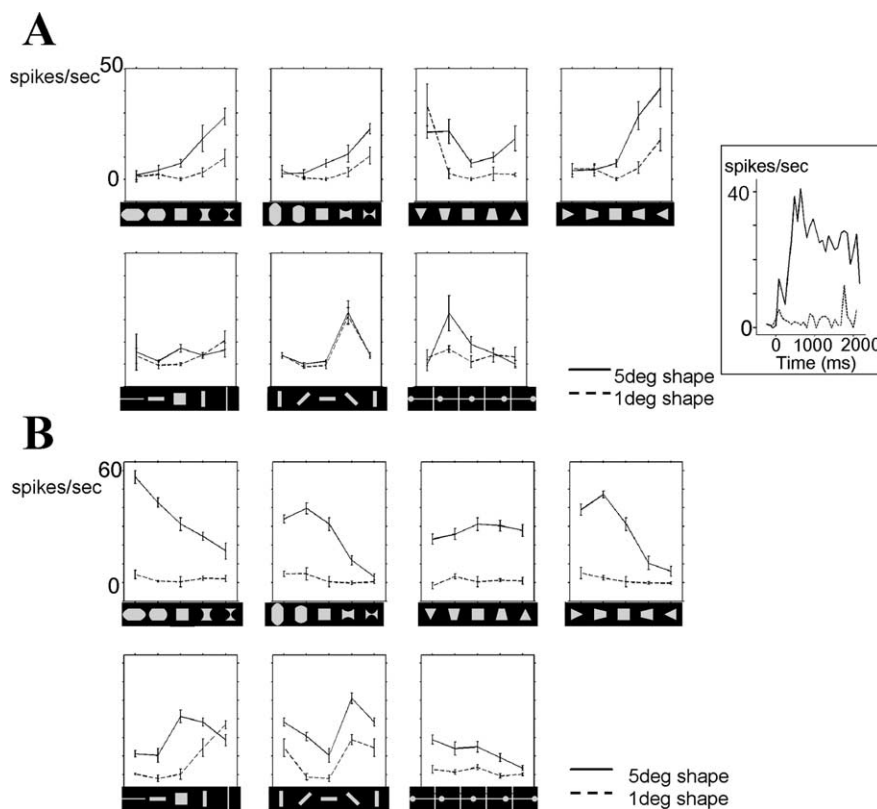 A
50
spikes/sec
0
spikes/sec
40
0
0 1000 2000
Time (ms)
5deg shape
1deg shape
B
60
spikes/sec
0
5deg shape
1deg shape